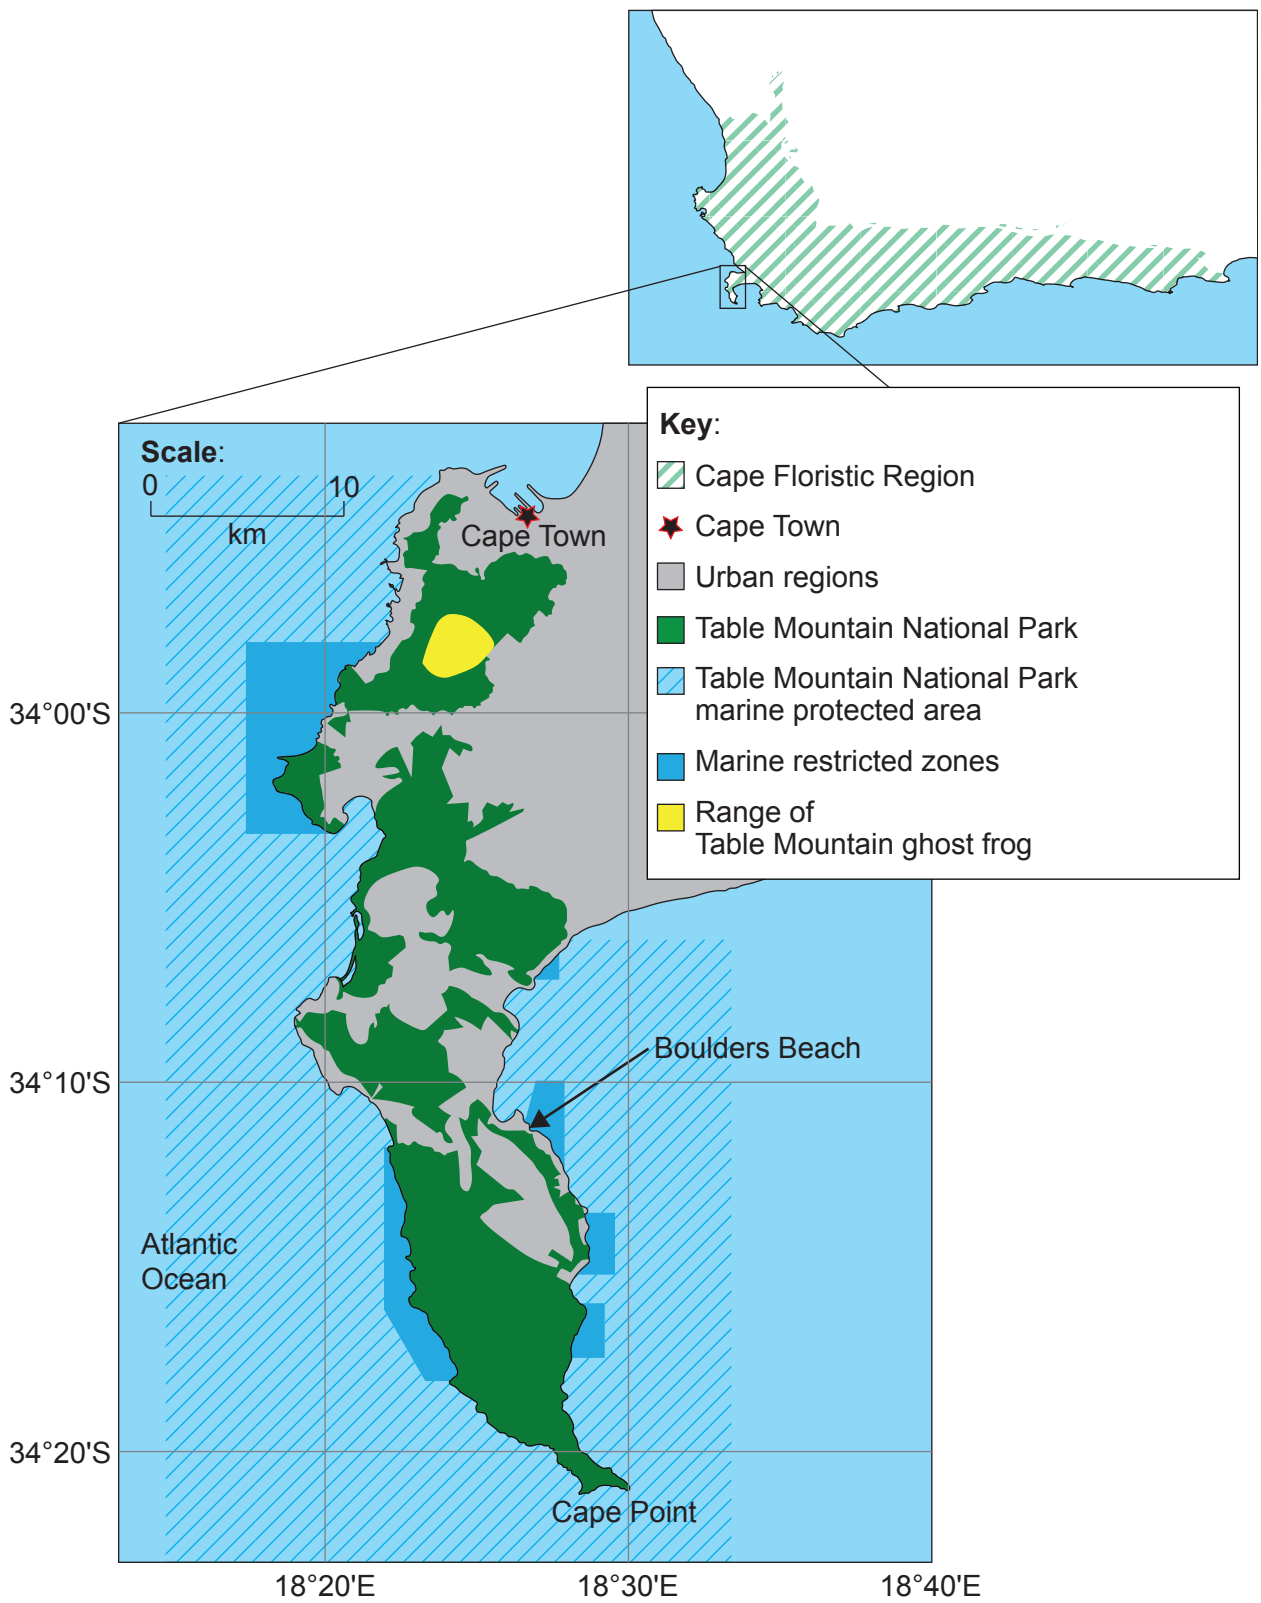 Key:
Cape Floristic Region
Cape Town
Urban regions
Table Mountain National Park
Table Mountain National Park
marine protected area
Marine restricted zones
Range of
Table Mountain ghost frog
Scale:
0 10
km
Cape Town
34°00'S
Boulders Beach
34°10'S
Atlantic
Ocean
34°20'S
Cape Point
18°20'E 18°30'E 18°40'E